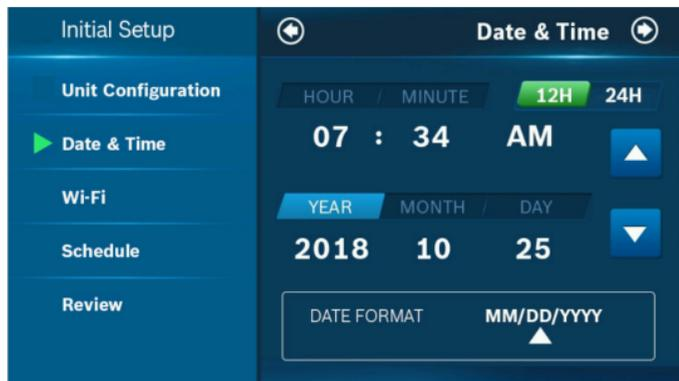 Initial Setup
Date & Time
Unit Configuration
Date & Time
Wi-Fi
Schedule
Review
HOUR / MINUTE
12H 24H
07 : 34 AM
YEAR MONTH / DAY
2018 10 25
DATE FORMAT MM/DD/YYYY